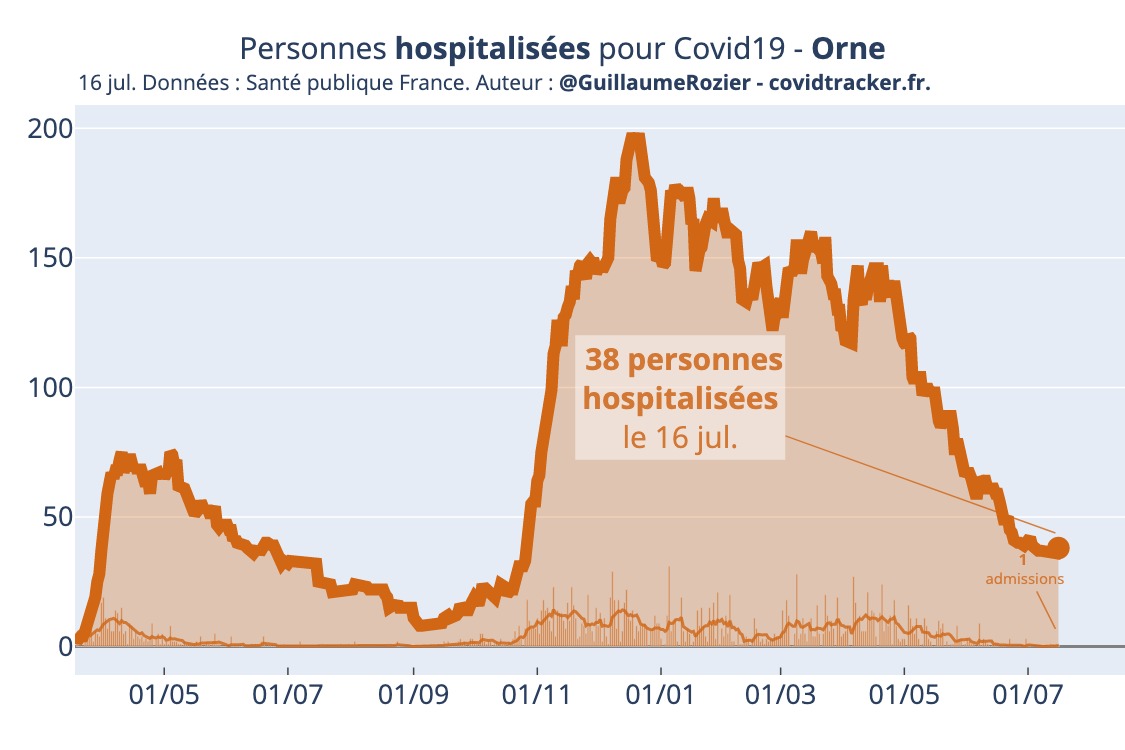 Personnes hospitalisées pour Covid19 - Orne
16 jul. Données : Santé publique France. Auteur : @GuillaumeRozier - covidtracker.fr.
200
150
100
50
0
38 personnes
hospitalisées
le 16 jul.
1
admissions
01/05 01/07 01/09 01/11 01/01 01/03 01/05 01/07